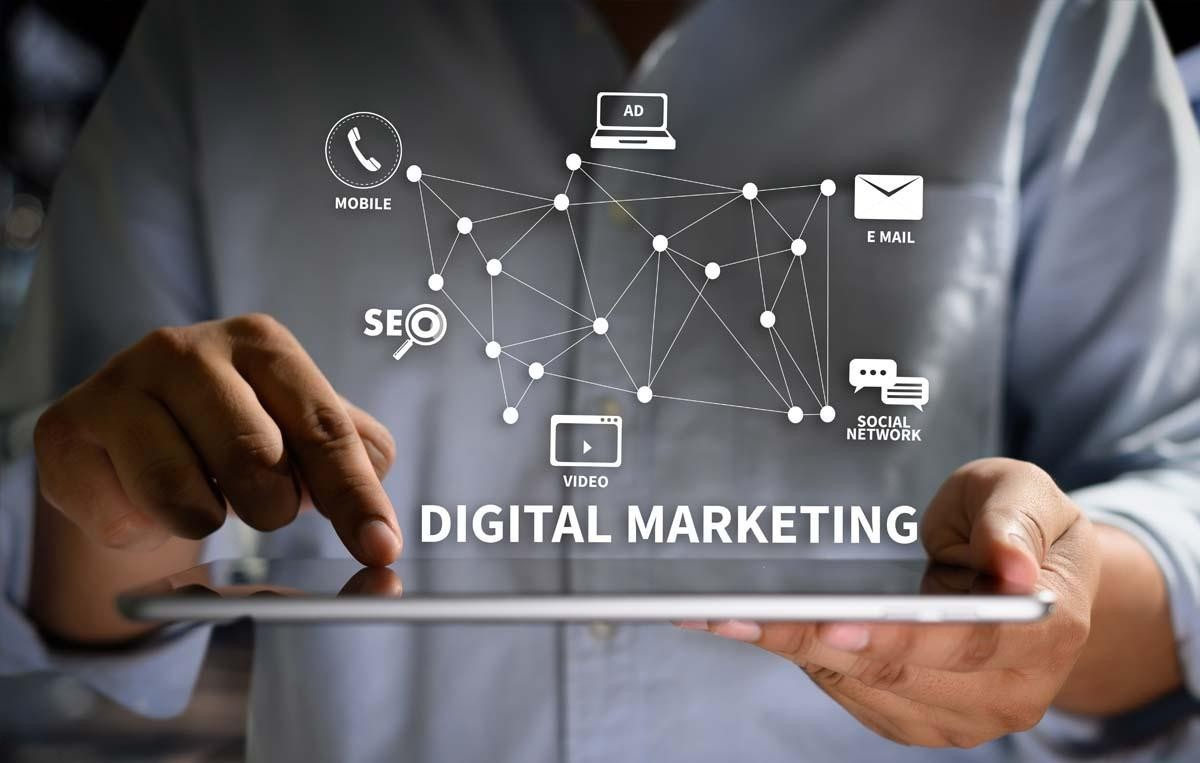 AD
MOBILE
E MAIL
SEO
SOCIAL
NETWORK
VIDEO
DIGITAL MARKETING